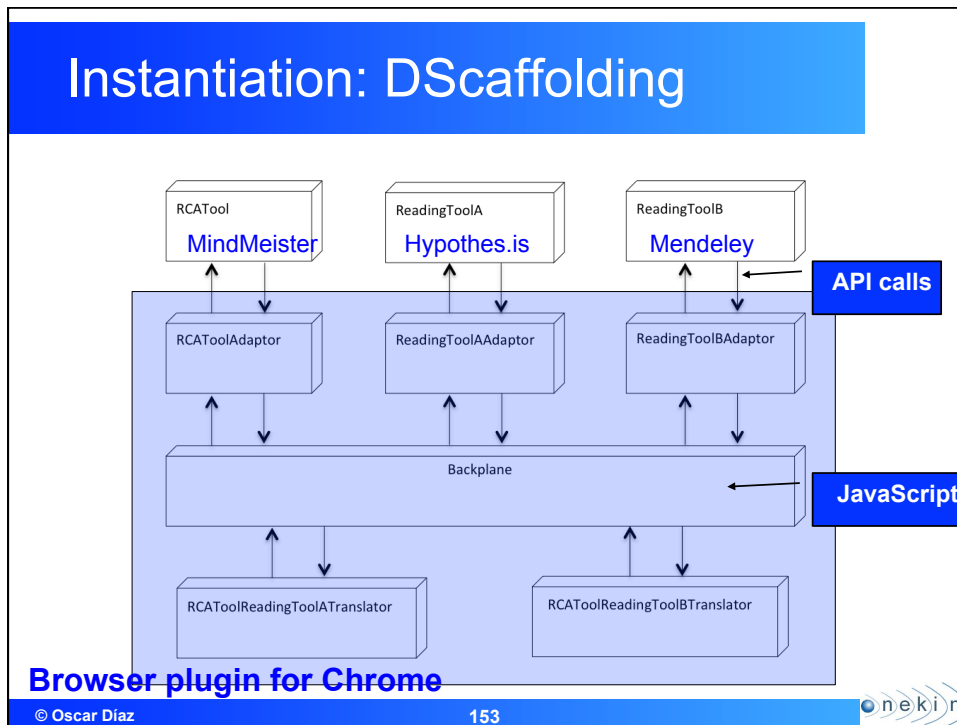 Instantiation: DScaffolding
RCATool
MindMeister
ReadingToolA
Hypothes.is
ReadingToolB
Mendeley
API calls
RCAToolAdaptor
ReadingToolAAdaptor
ReadingToolBAdaptor
Backplane
JavaScript
RCAToolReadingToolATranslator
RCAToolReadingToolBTranslator
Browser plugin for Chrome
© Oscar Díaz
153
onekin